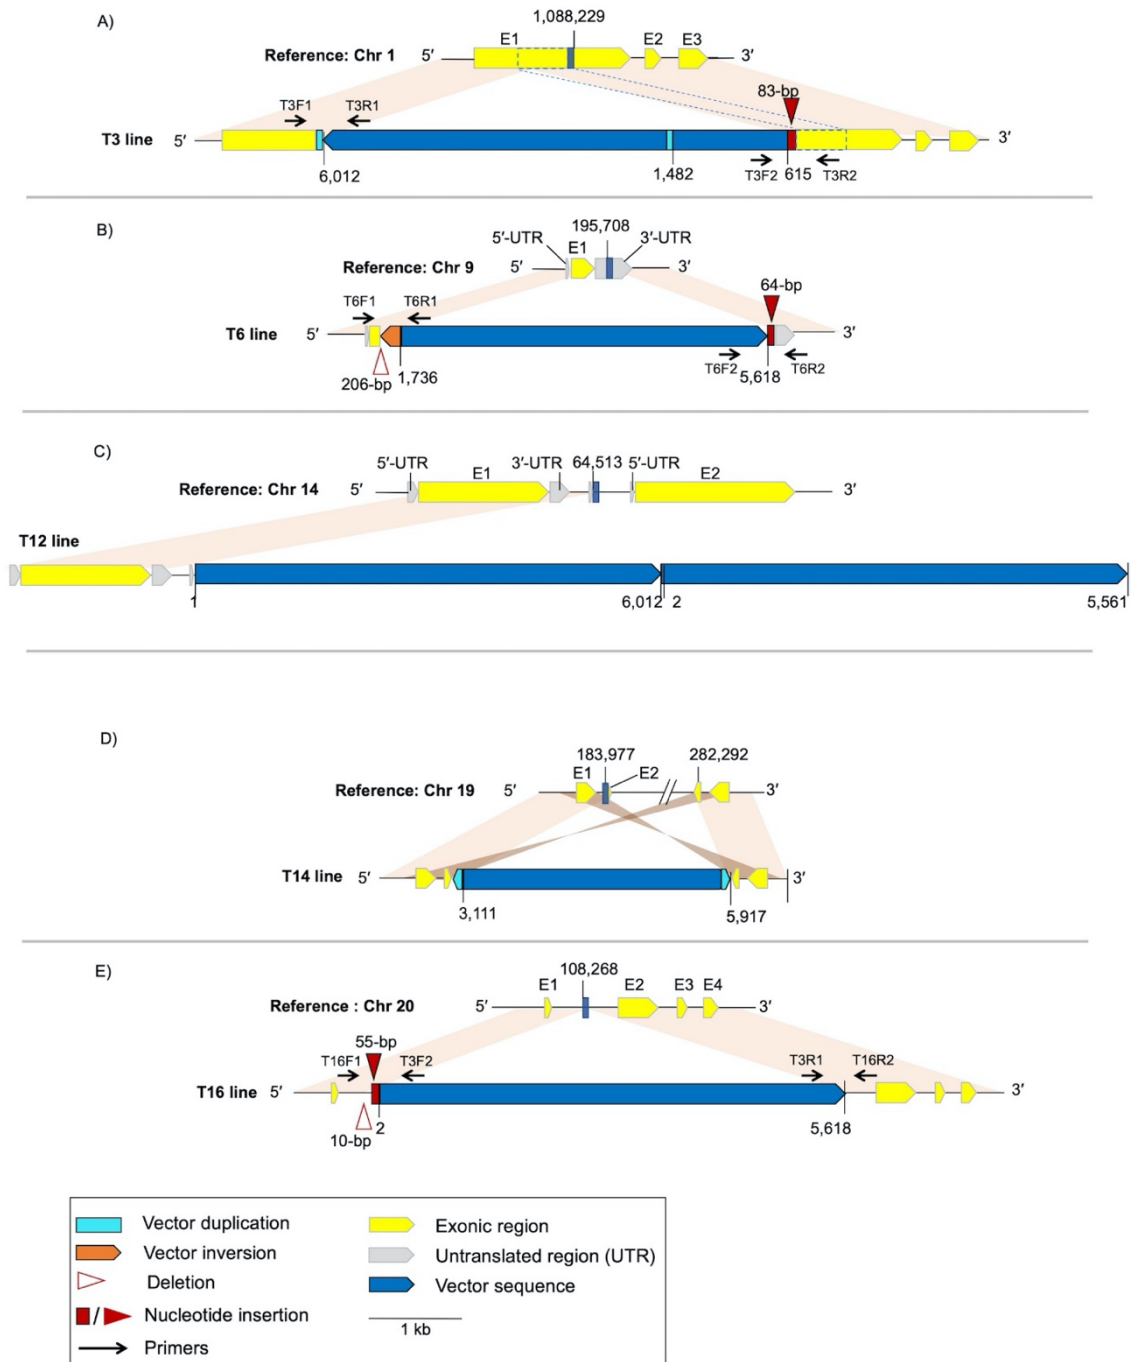 A)
1,088,229
E1 E2 E3
Reference: Chr 1 5′ 3′
83-bp
T3F1 T3R1
T3 line 5′ 3′
6,012 1,482 T3F2 615 T3R2
B)
195,708
5′-UTR E1 3′-UTR
Reference: Chr 9 5′ 3′
64-bp
T6F1 T6R1
T6 line 5′ 3′
206-bp 1,736 T6F2 5,618 T6R2
C)
5′-UTR E1 3′-UTR 64,513 5′-UTR E2
Reference: Chr 14 5′ 3′
T12 line
1 6,012 2 5,561
D)
183,977 282,292
E1 E2
Reference: Chr 19 5′ 3′
T14 line 5′ 3′
3,111 5,917
E)
108,268
E1 E2 E3 E4
Reference : Chr 20 5′ 3′
55-bp
T16F1 T3F2 T3R1 T16R2
T16 line 5′ 3′
10-bp 2 5,618
Vector duplication Exonic region
Vector inversion Untranslated region (UTR)
Deletion Vector sequence
/ Nucleotide insertion
1 kb
Primers